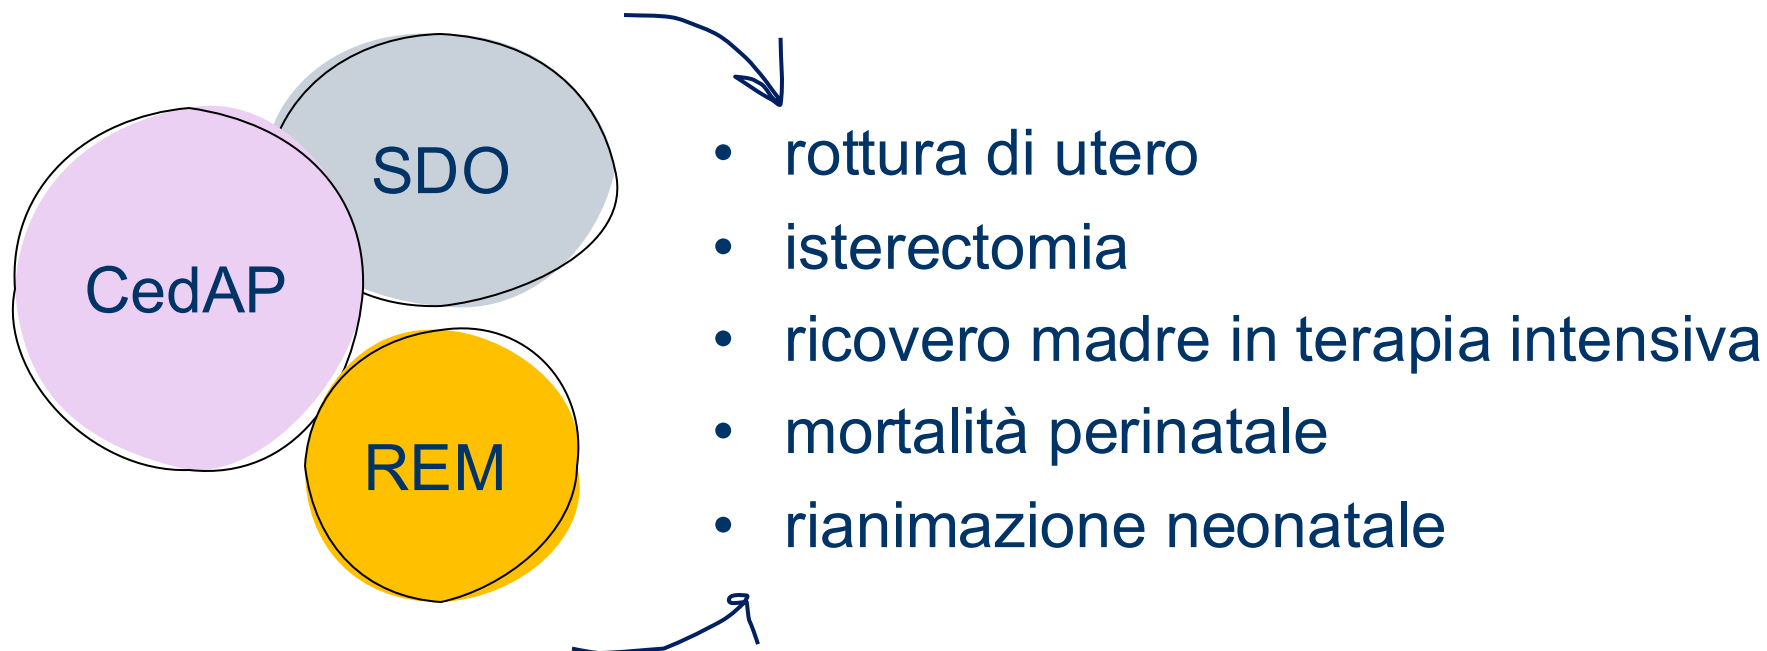 SDO
CedAP
REM
• rottura di utero
• isterectomia
• ricovero madre in terapia intensiva
• mortalità perinatale
• rianimazione neonatale